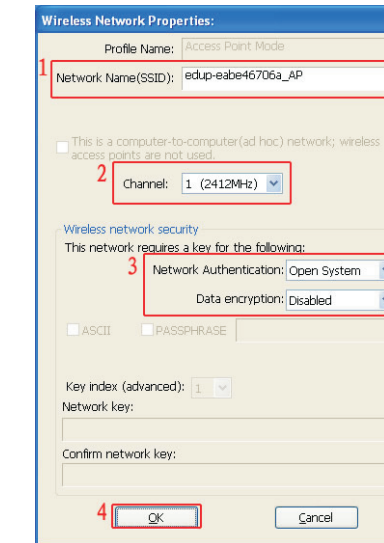 Wireless Network Properties:
Profile Name: Access Point Mode
1
Network Name(SSID): edup-eabe46706a_AP
This is a computer-to-computer(ad hoc) network; wireless
access points are not used.
2
Channel: 1 (2412MHz)
Wireless network security
This network requires a key for the following:
3
Network Authentication: Open System
Data encryption: Disabled
ASCII PASSPHRASE
Key index (advanced): 1
Network key:
Confirm network key:
4 OK Cancel